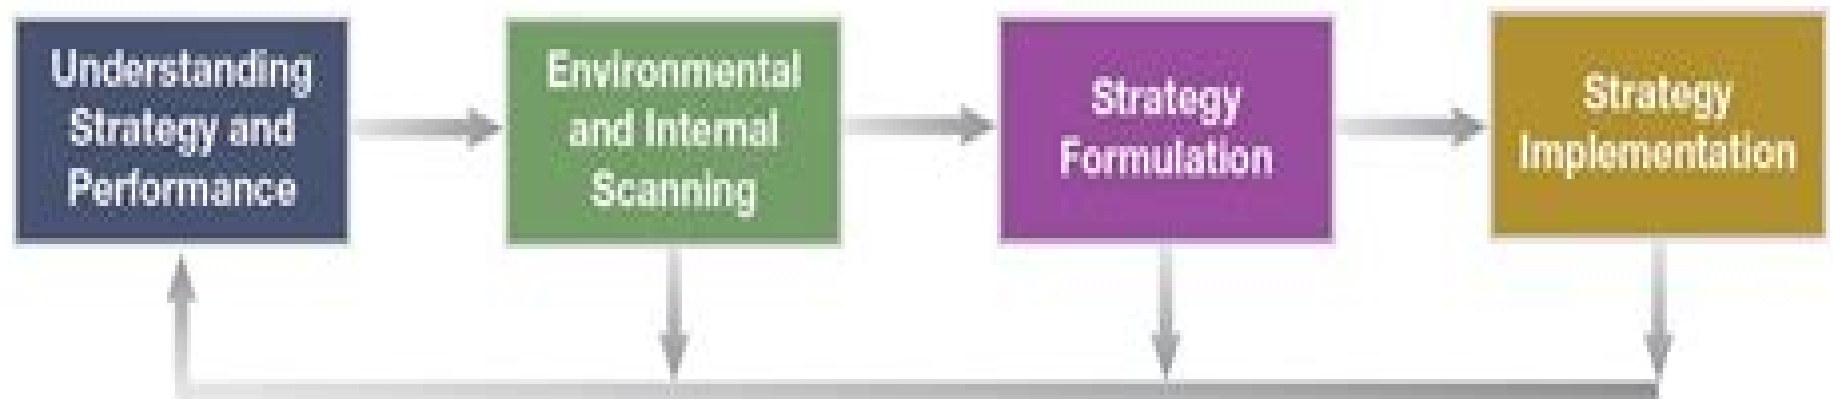 Understanding
Strategy and
Performance
Environmental
and Internal
Scanning
Strategy
Formulation
Strategy
Implementation